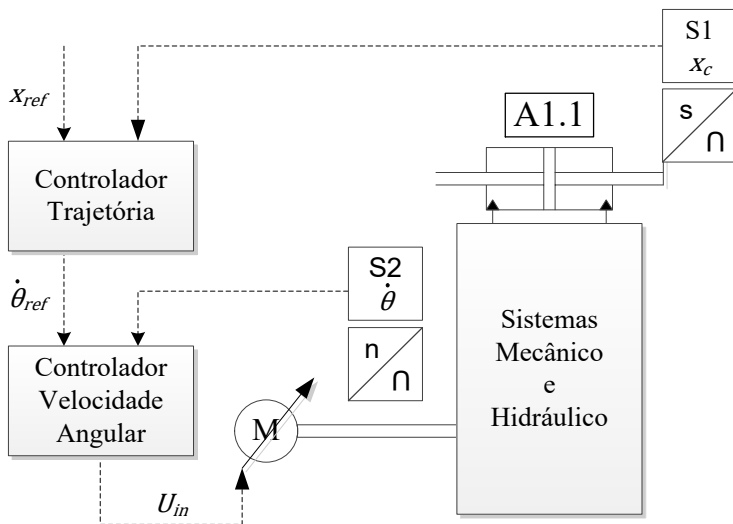 S1
x_c
x_ref
A1.1
s
∩
Controlador
Trajetória
θ̇_ref
S2
θ̇
n
∩
Controlador
Velocidade
Angular
Sistemas
Mecânico
e
Hidráulico
M
U_in